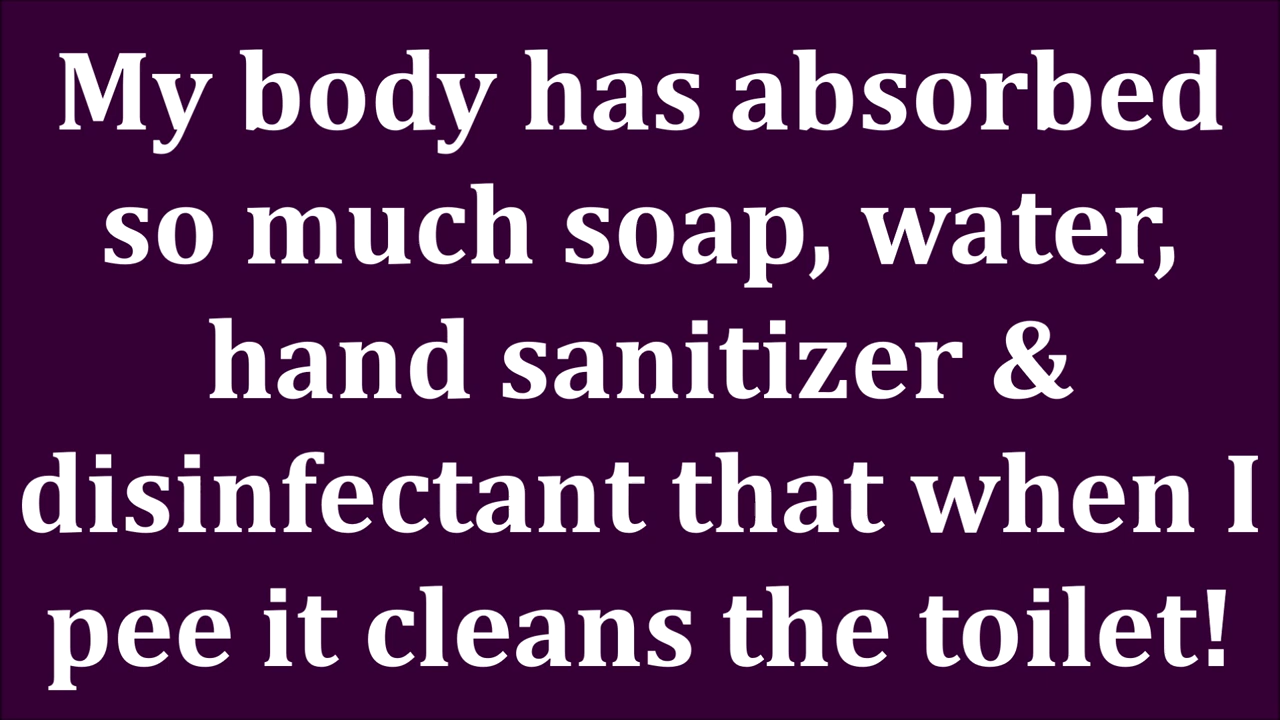 My body has absorbed
so much soap, water,
hand sanitizer &
disinfectant that when I
pee it cleans the toilet!